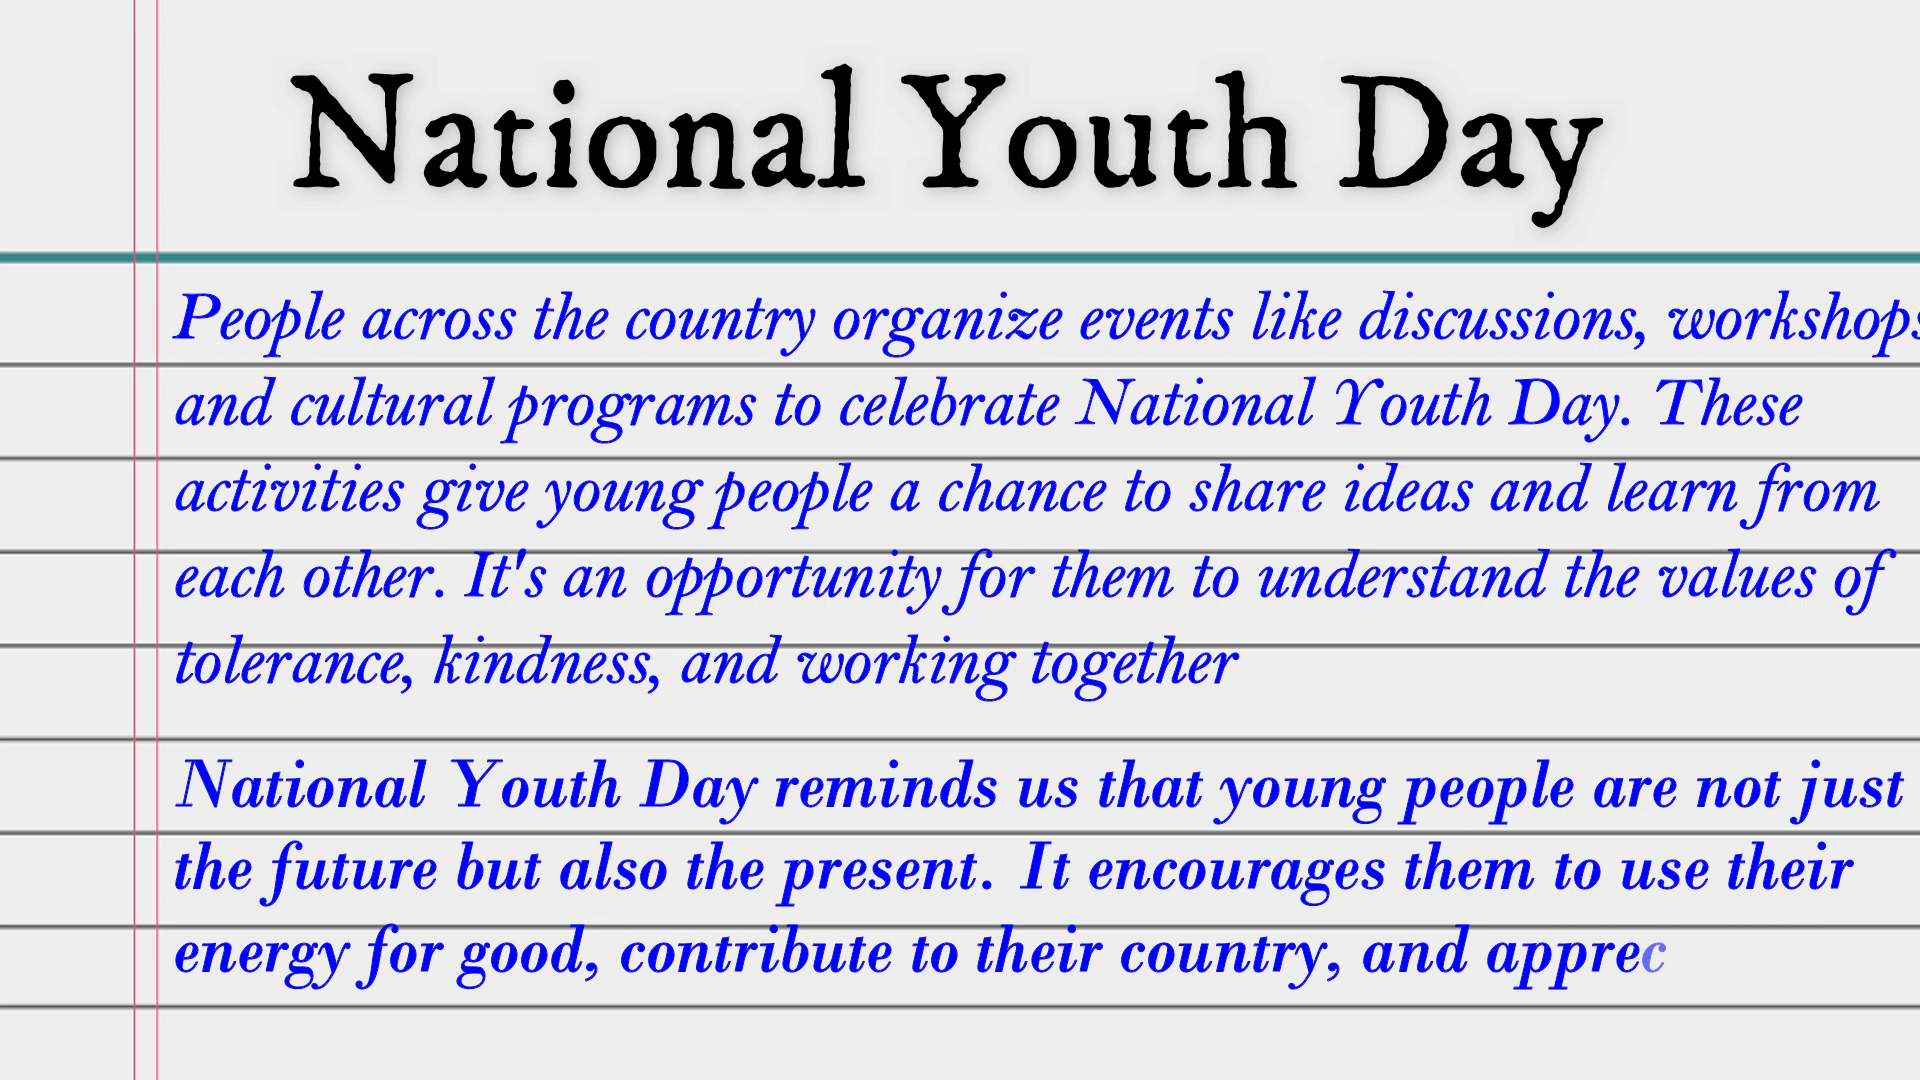 National Youth Day
People across the country organize events like discussions, workshops
and cultural programs to celebrate National Youth Day. These
activities give young people a chance to share ideas and learn from
each other. It's an opportunity for them to understand the values of
tolerance, kindness, and working together
National Youth Day reminds us that young people are not just
the future but also the present. It encourages them to use their
energy for good, contribute to their country, and apprec